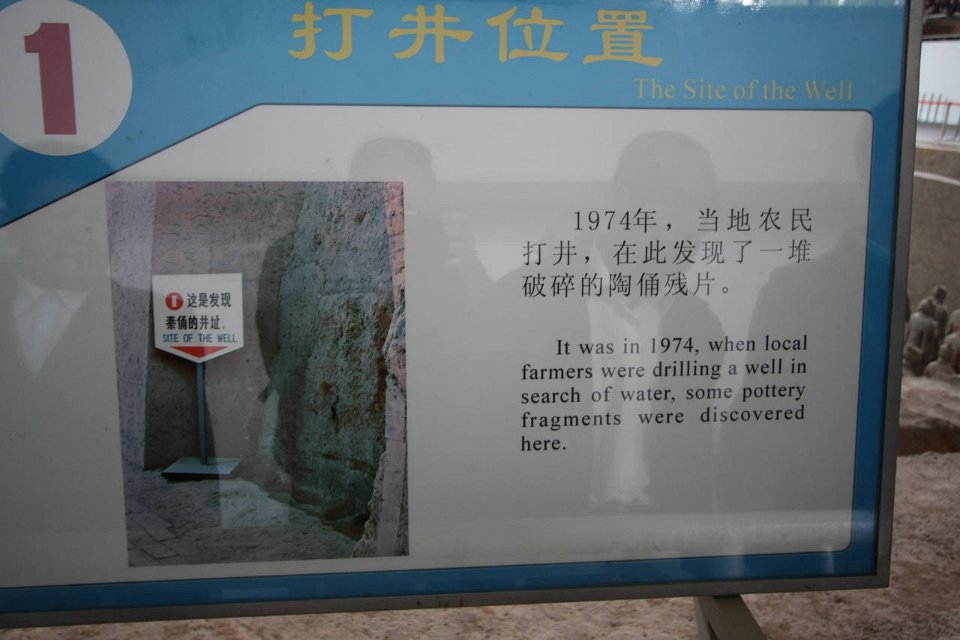 1
打井位置
The Site of the Well
1974年，当地农民
打井，在此发现了一堆
破碎的陶俑残片。
It was in 1974, when local
farmers were drilling a well in
search of water, some pottery
fragments were discovered
here.
1 这是发现
秦俑的井址。
SITE OF THE WELL